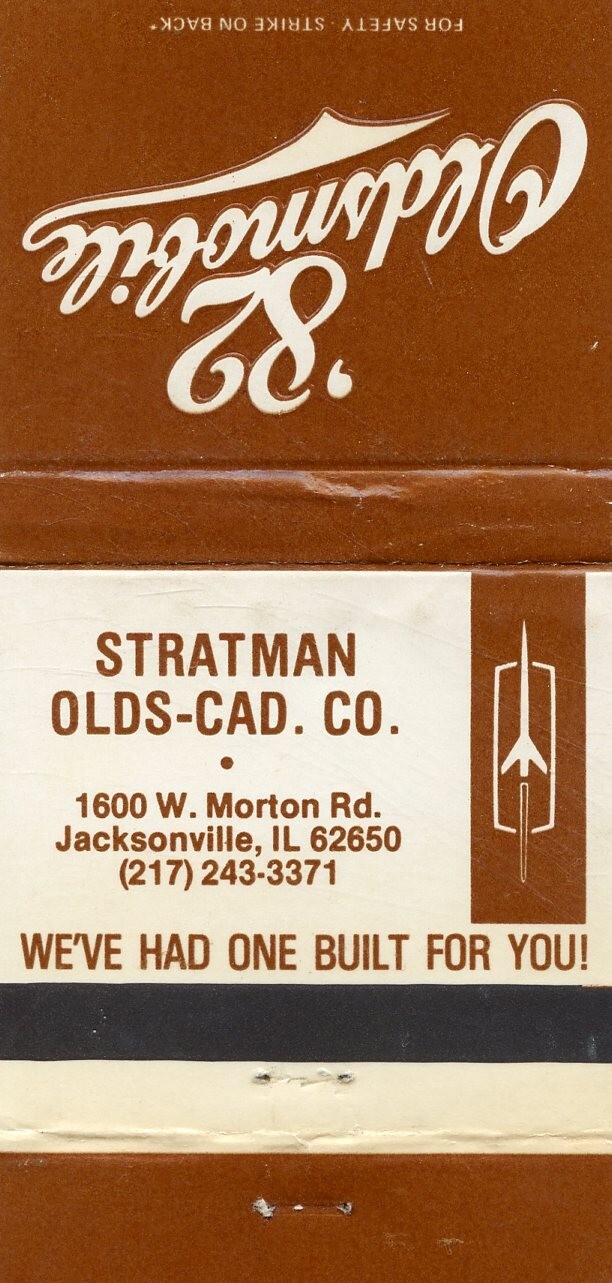 FOR SAFETY · STRIKE ON BACK
Oldsmobile
'82
STRATMAN
OLDS-CAD. CO.
•
1600 W. Morton Rd.
Jacksonville, IL 62650
(217) 243-3371
WE'VE HAD ONE BUILT FOR YOU!